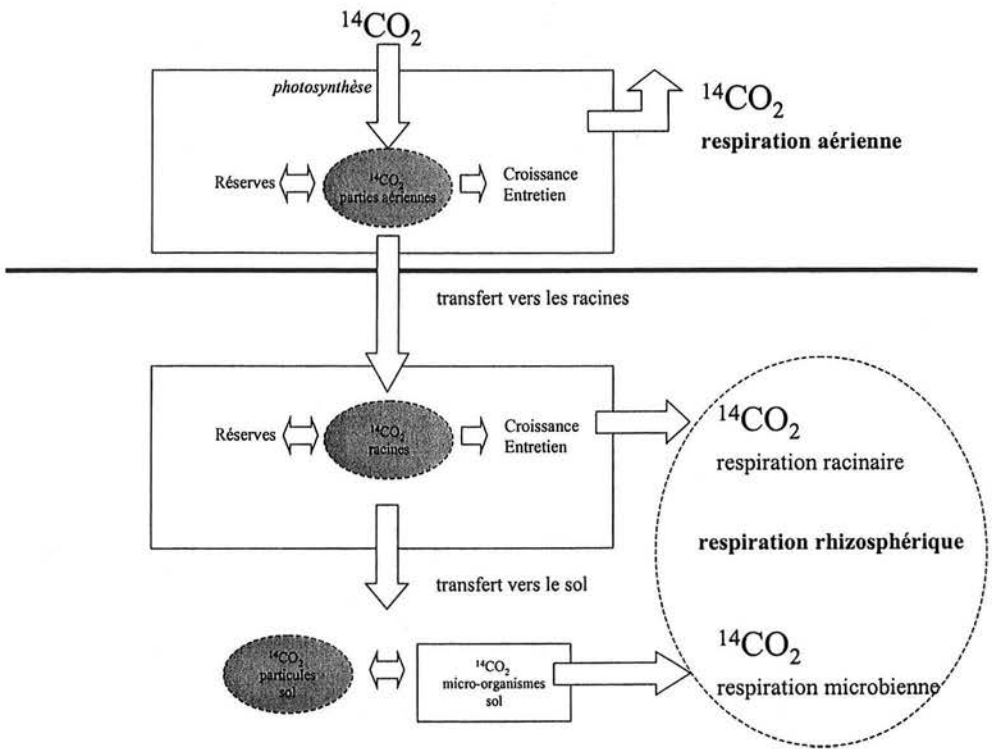 ¹⁴CO₂
photosynthèse
¹⁴CO₂
respiration aérienne
Réserves
¹⁴CO₂
parties aériennes
Croissance
Entretien
transfert vers les racines
Réserves
¹⁴CO₂
racines
Croissance
Entretien
¹⁴CO₂
respiration racinaire
respiration rhizosphérique
transfert vers le sol
¹⁴CO₂
particules
sol
¹⁴CO₂
micro-organismes
sol
¹⁴CO₂
respiration microbienne